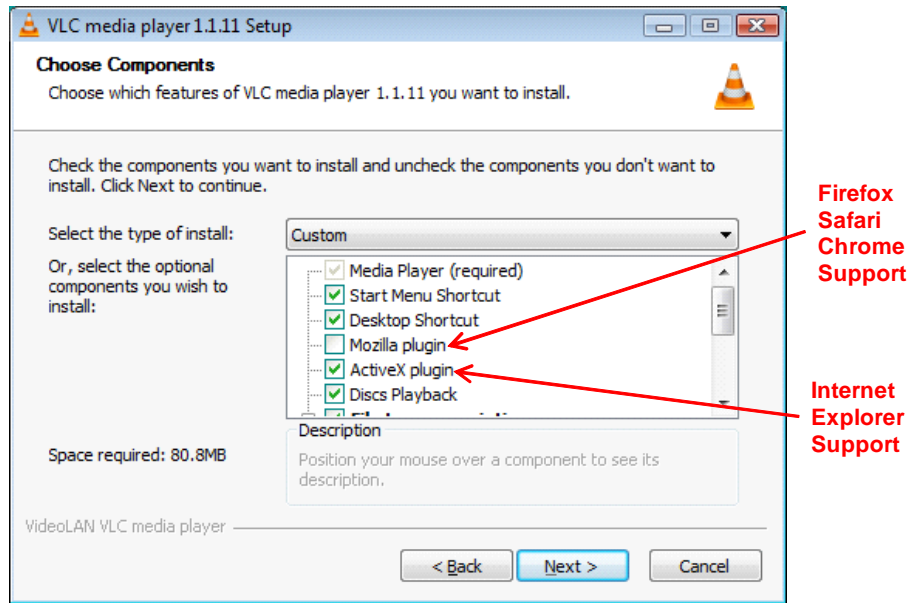 VLC media player 1.1.11 Setup
Choose Components
Choose which features of VLC media player 1.1.11 you want to install.
Check the components you want to install and uncheck the components you don't want to
install. Click Next to continue.
Select the type of install:
Custom
Or, select the optional
components you wish to
install:
Media Player (required)
Start Menu Shortcut
Desktop Shortcut
Mozilla plugin
ActiveX plugin
Discs Playback
Space required: 80.8MB
Description
Position your mouse over a component to see its
description.
VideoLAN VLC media player
< Back
Next >
Cancel
Firefox
Safari
Chrome
Support
Internet
Explorer
Support